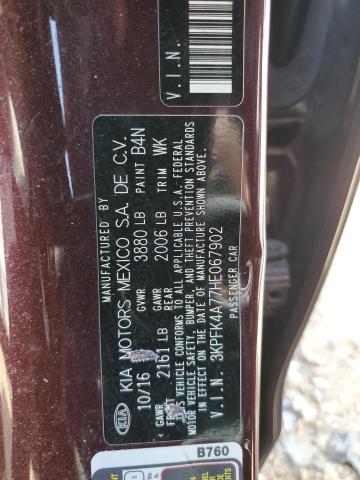 V.I.N.
MANUFACTURED BY
KIA KIA MOTORS MEXICO S.A. DE C.V.
10/16 GVWR 3880 LB PAINT B4N
GAWR FRONT 2161 LB GAWR REAR 2006 LB TRIM WK
THIS VEHICLE CONFORMS TO ALL APPLICABLE U.S.A. FEDERAL
MOTOR VEHICLE SAFETY, BUMPER, AND THEFT PREVENTION STANDARDS
IN EFFECT ON THE DATE OF MANUFACTURE SHOWN ABOVE.
V.I.N. 3KPFK4A77HE067902
PASSENGER CAR
B760